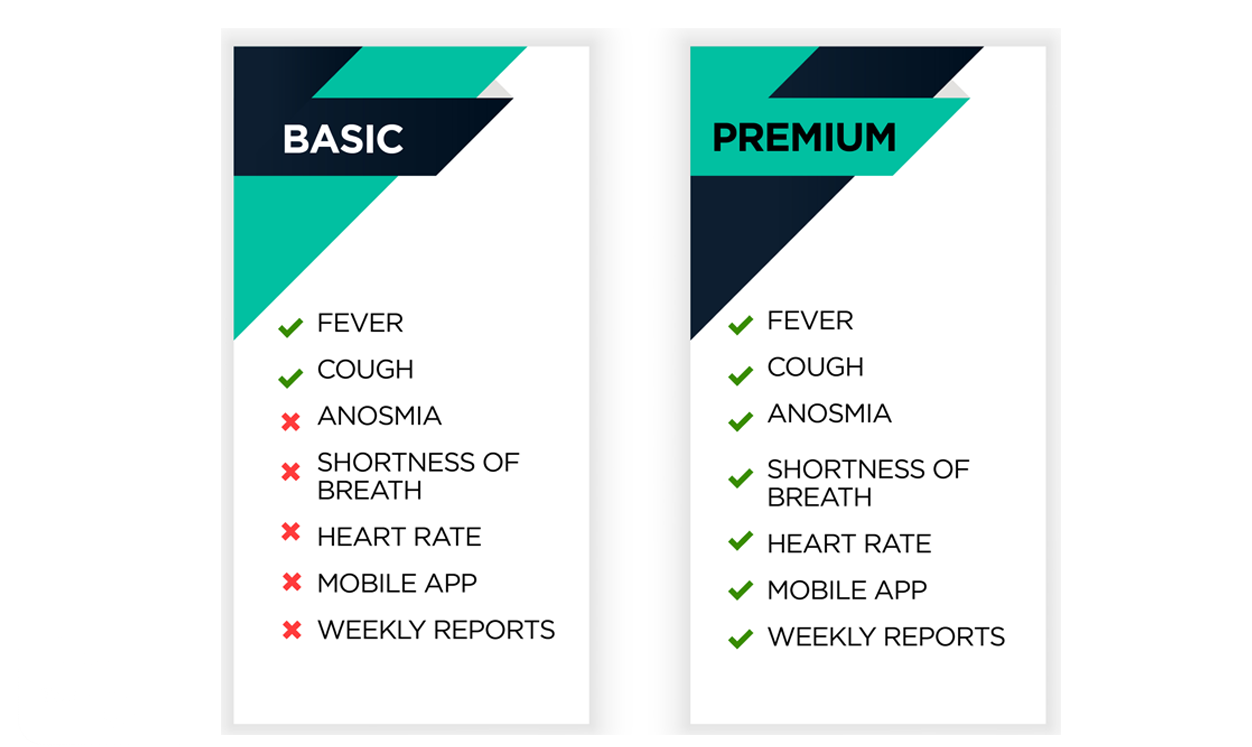 BASIC
FEVER
COUGH
ANOSMIA
SHORTNESS OF
BREATH
HEART RATE
MOBILE APP
WEEKLY REPORTS
PREMIUM
FEVER
COUGH
ANOSMIA
SHORTNESS OF
BREATH
HEART RATE
MOBILE APP
WEEKLY REPORTS